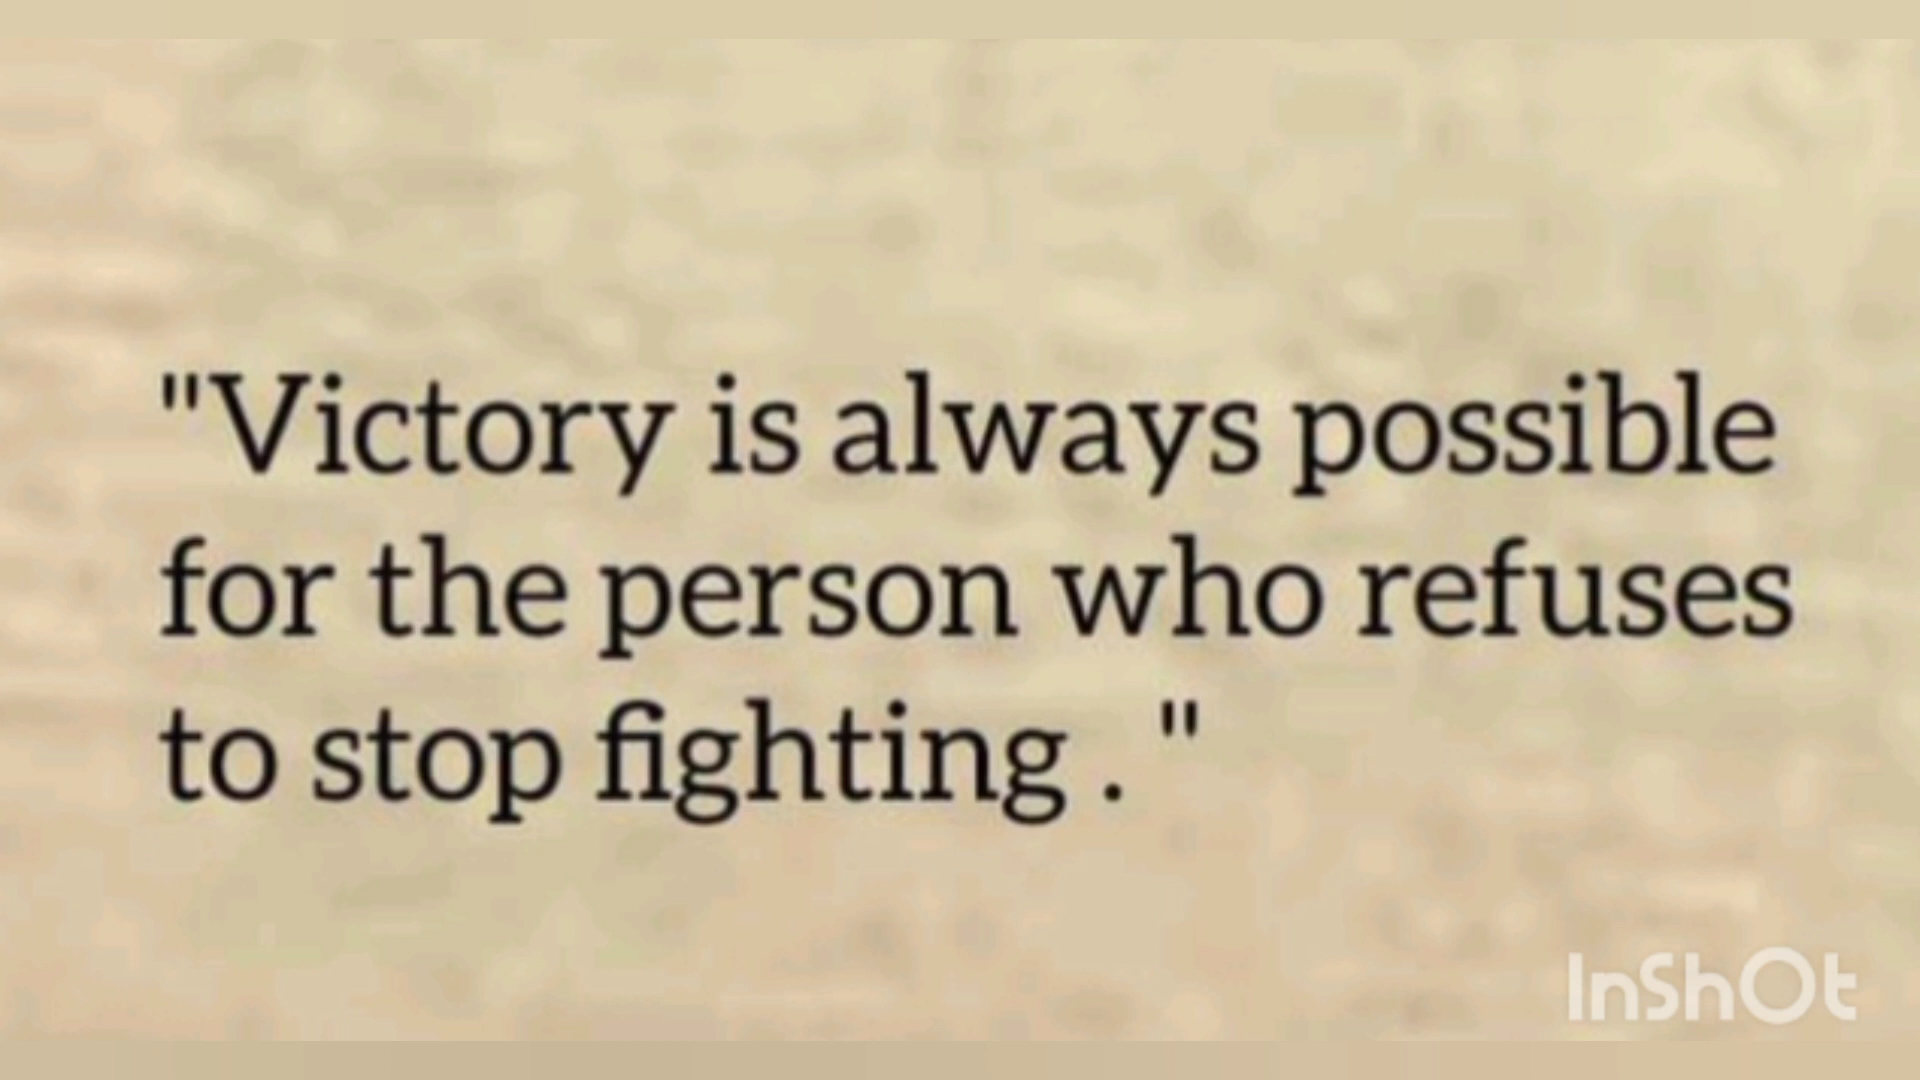 "Victory is always possible
for the person who refuses
to stop fighting . "
InShOt